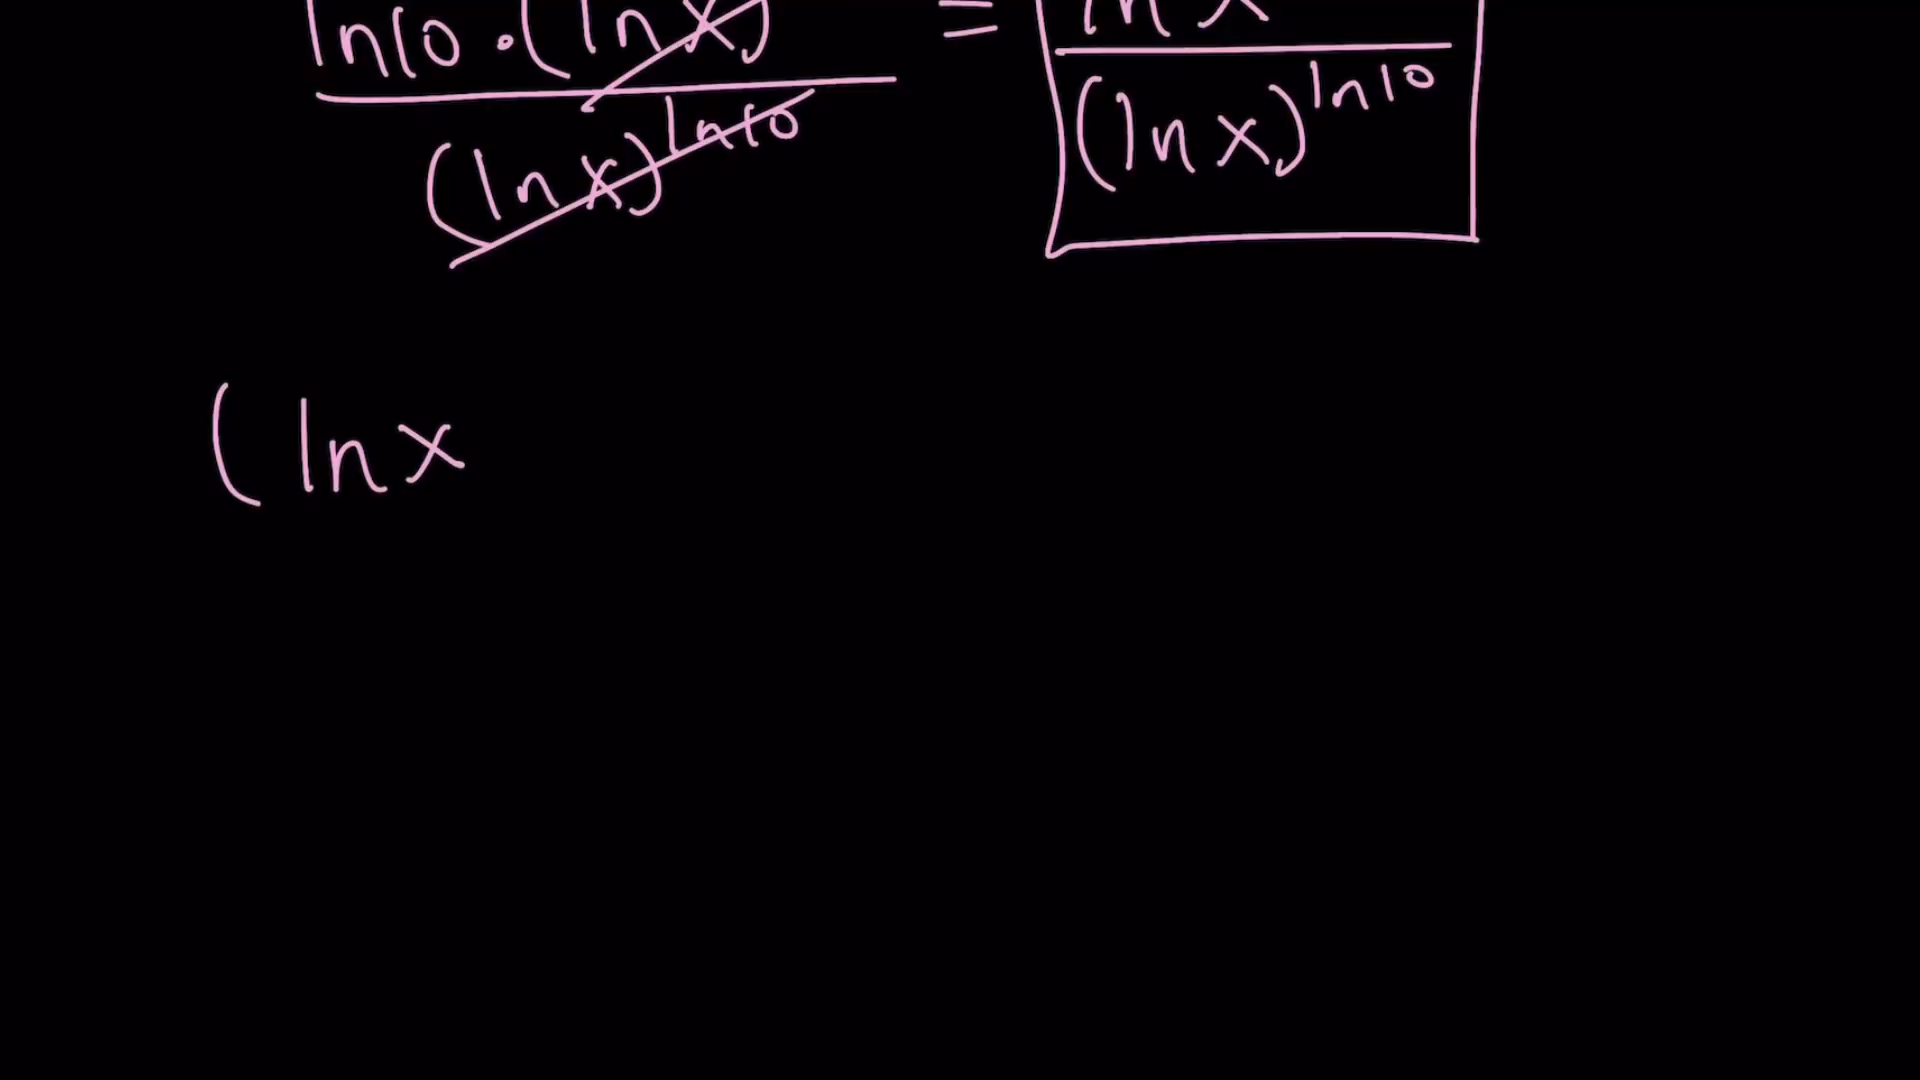 ln10 · (ln x) = ln x
(ln x)^ln10 (ln x)^ln10
(ln x